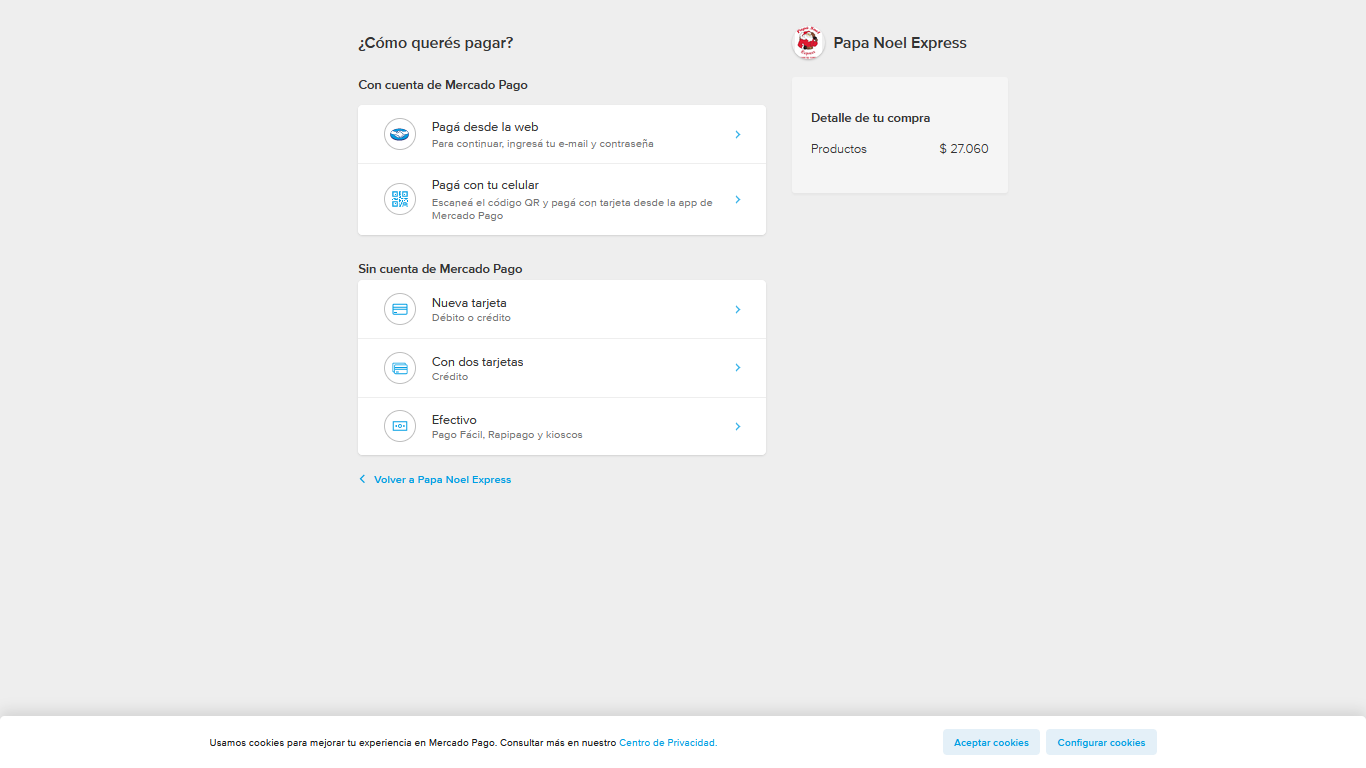 ¿Cómo querés pagar?
Con cuenta de Mercado Pago
Pagá desde la web
Para continuar, ingresá tu e-mail y contraseña
Pagá con tu celular
Escaneá el código QR y pagá con tarjeta desde la app de
Mercado Pago
Sin cuenta de Mercado Pago
Nueva tarjeta
Débito o crédito
Con dos tarjetas
Crédito
Efectivo
Pago Fácil, Rapipago y kioscos
Volver a Papa Noel Express
Papa Noel Express
Detalle de tu compra
Productos $ 27.060
Usamos cookies para mejorar tu experiencia en Mercado Pago. Consultar más en nuestro Centro de Privacidad.
Aceptar cookies
Configurar cookies